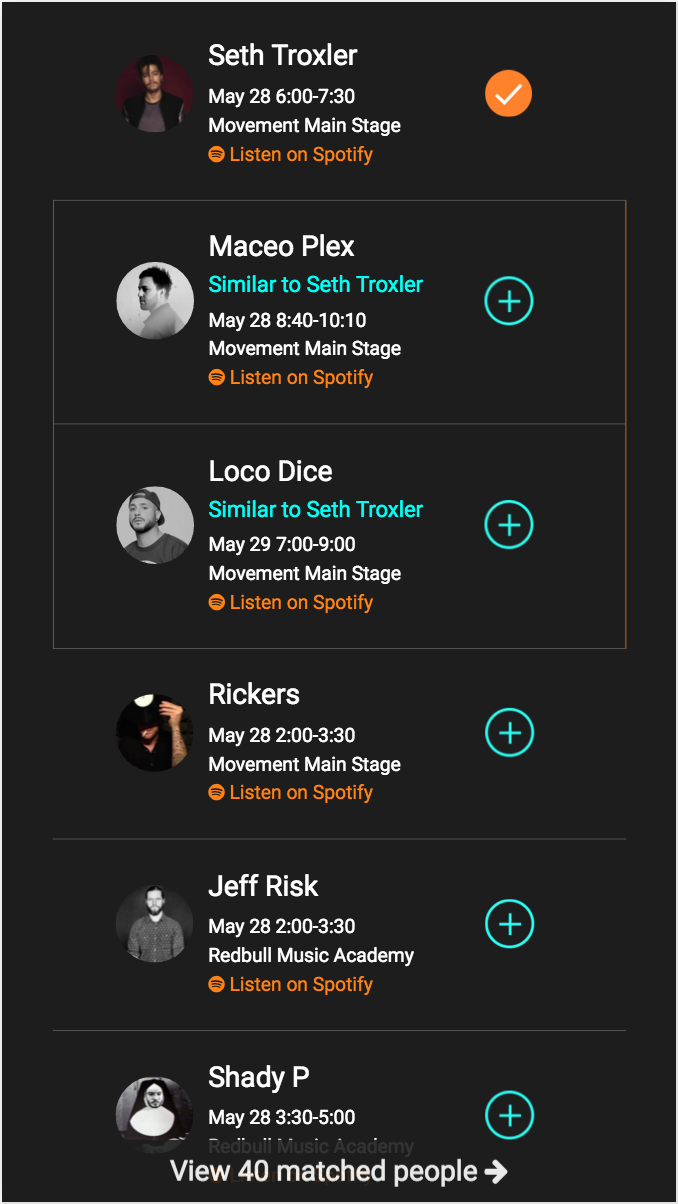 Seth Troxler
May 28 6:00-7:30
Movement Main Stage
Listen on Spotify
Maceo Plex
Similar to Seth Troxler
May 28 8:40-10:10
Movement Main Stage
Listen on Spotify
Loco Dice
Similar to Seth Troxler
May 29 7:00-9:00
Movement Main Stage
Listen on Spotify
Rickers
May 28 2:00-3:30
Movement Main Stage
Listen on Spotify
Jeff Risk
May 28 2:00-3:30
Redbull Music Academy
Listen on Spotify
Shady P
May 28 3:30-5:00
Redbull Music Academy
View 40 matched people